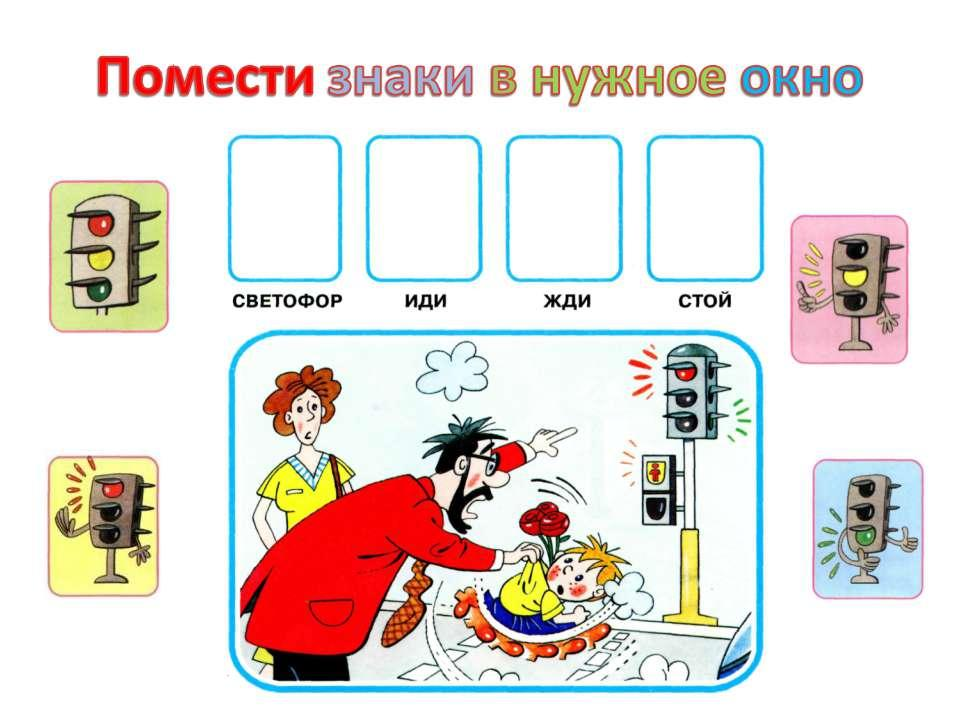 Помести знаки в нужное окно
СВЕТОФОР ИДИ ЖДИ СТОЙ